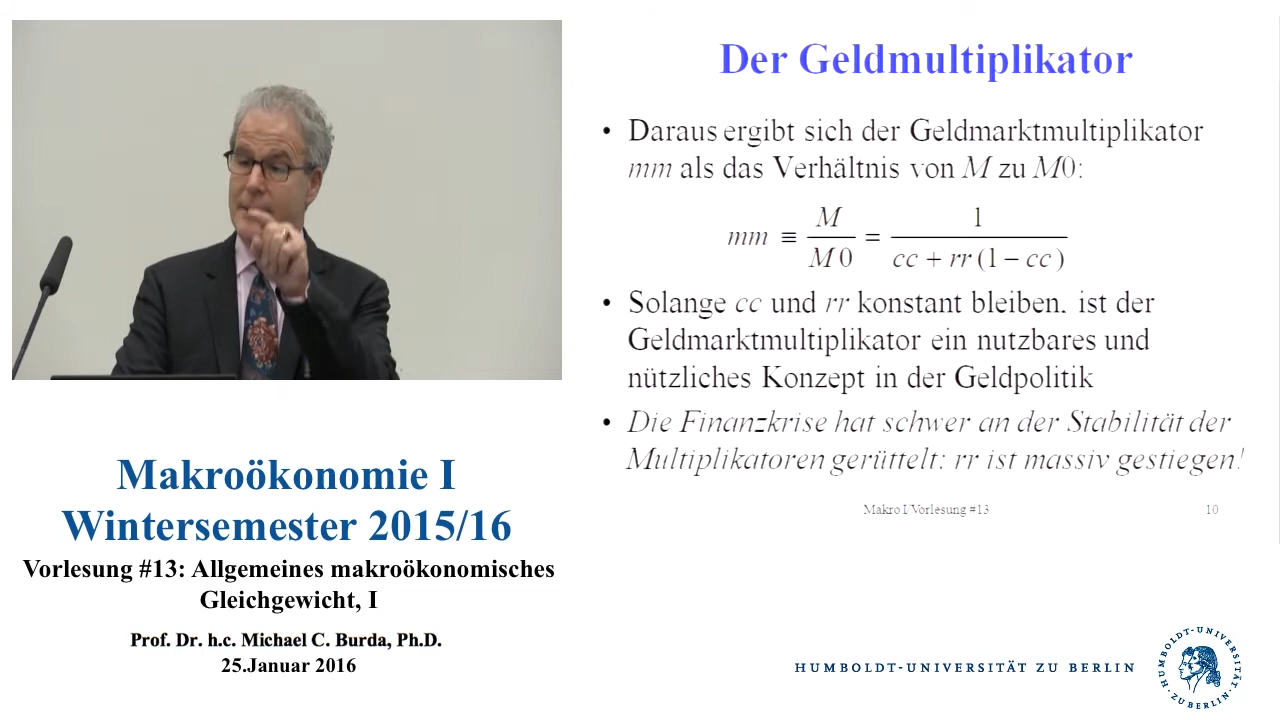 Der Geldmultiplikator
• Daraus ergibt sich der Geldmarktmultiplikator
mm als das Verhältnis von M zu M0:
mm ≡ M / M0 = 1 / (cc + rr (1 − cc))
• Solange cc und rr konstant bleiben, ist der
Geldmarktmultiplikator ein nutzbares und
nützliches Konzept in der Geldpolitik
• Die Finanzkrise hat schwer an der Stabilität der
Multiplikatoren gerüttelt: rr ist massiv gestiegen!
Makro I/Vorlesung #13 10
Makroökonomie I
Wintersemester 2015/16
Vorlesung #13: Allgemeines makroökonomisches
Gleichgewicht, I
Prof. Dr. h.c. Michael C. Burda, Ph.D.
25.Januar 2016
HUMBOLDT-UNIVERSITÄT ZU BERLIN
HUMBOLDT-UNIVERSITÄT
ZU BERLIN